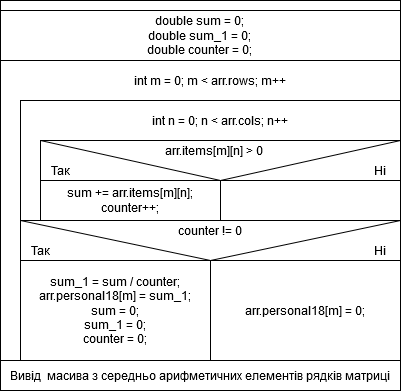 double sum = 0;
double sum_1 = 0;
double counter = 0;
int m = 0; m < arr.rows; m++
int n = 0; n < arr.cols; n++
arr.items[m][n] > 0
Так
Ні
sum += arr.items[m][n];
counter++;
counter != 0
Так
Ні
sum_1 = sum / counter;
arr.personal18[m] = sum_1;
sum = 0;
sum_1 = 0;
counter = 0;
arr.personal18[m] = 0;
Вивід масива з середньо арифметичних елементів рядків матриці